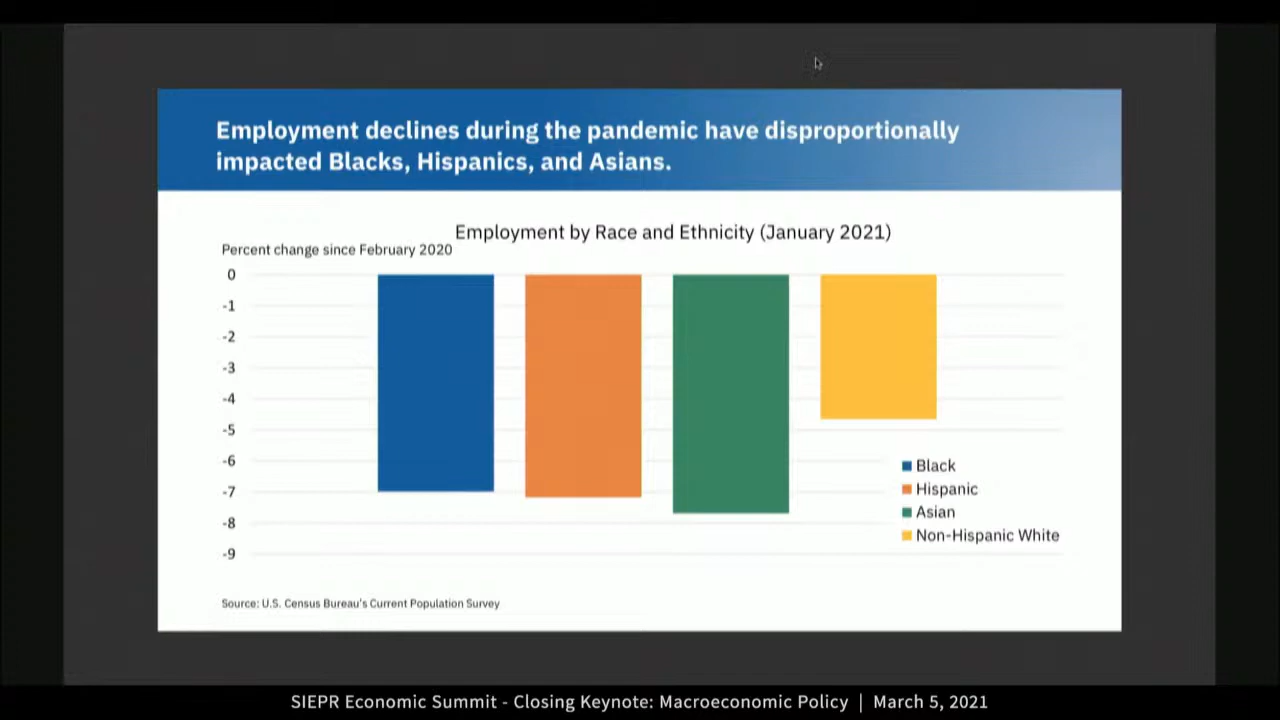 Employment declines during the pandemic have disproportionally
impacted Blacks, Hispanics, and Asians.
Employment by Race and Ethnicity (January 2021)
Percent change since February 2020
0
-1
-2
-3
-4
-5
-6
-7
-8
-9
Black
Hispanic
Asian
Non-Hispanic White
Source: U.S. Census Bureau's Current Population Survey
SIEPR Economic Summit - Closing Keynote: Macroeconomic Policy | March 5, 2021